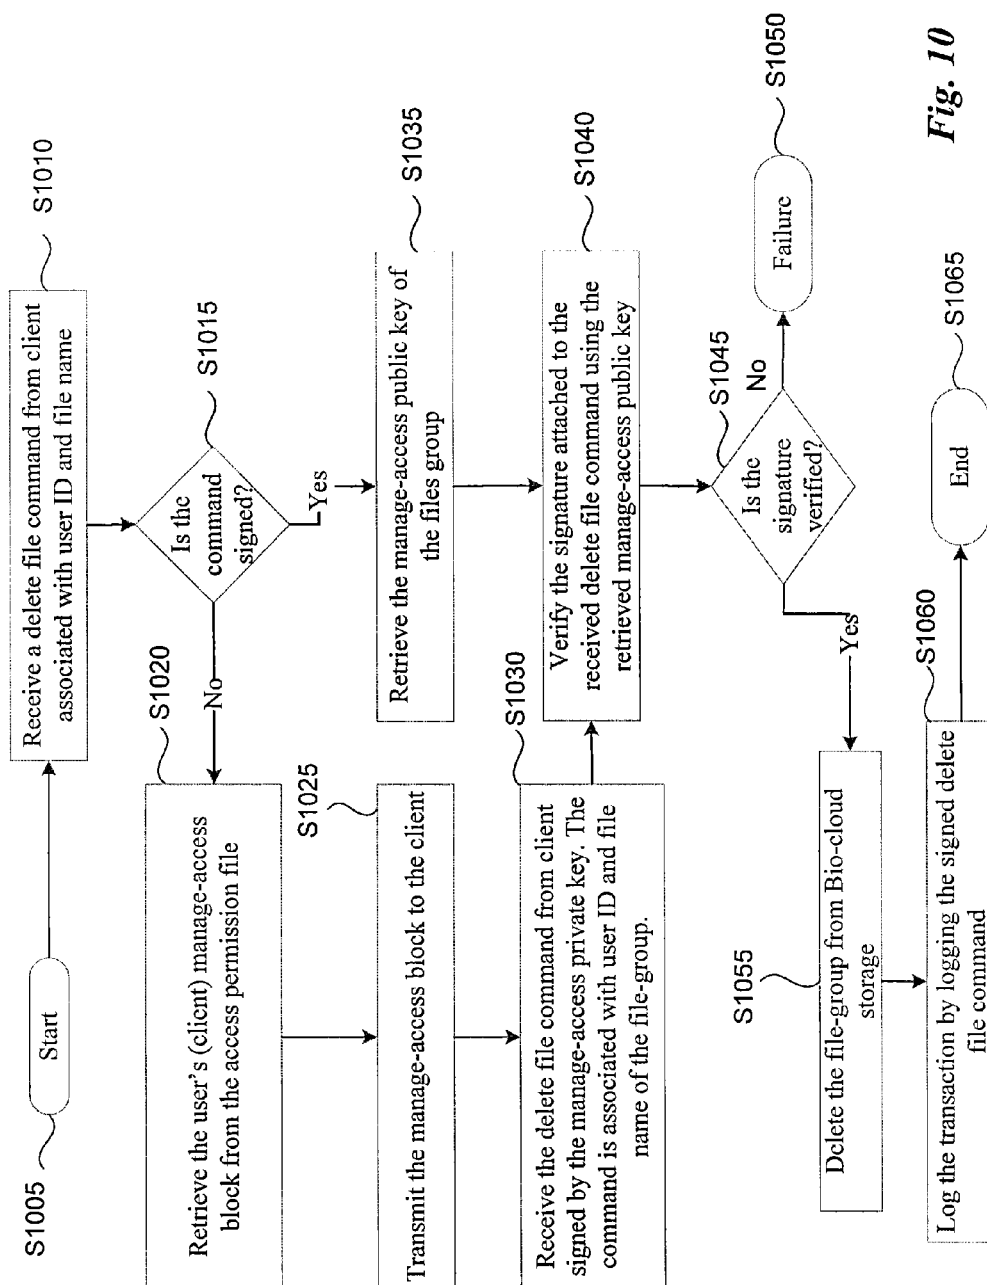 S1005
Start
S1010
Receive a delete file command from client
associated with user ID and file name
S1015
Is the
command
signed?
No
Yes
S1020
Retrieve the user's (client) manage-access
block from the access permission file
S1025
Transmit the manage-access block to the client
S1030
Receive the delete file command from client
signed by the manage-access private key. The
command is associated with user ID and file
name of the file-group.
S1035
Retrieve the manage-access public key of
the files group
S1040
Verify the signature attached to the
received delete file command using the
retrieved manage-access public key
S1045
Is the
signature
verified?
No
S1050
Failure
Yes
S1055
Delete the file-group from Bio-cloud
storage
S1060
Log the transaction by logging the signed delete
file command
S1065
End
Fig. 10